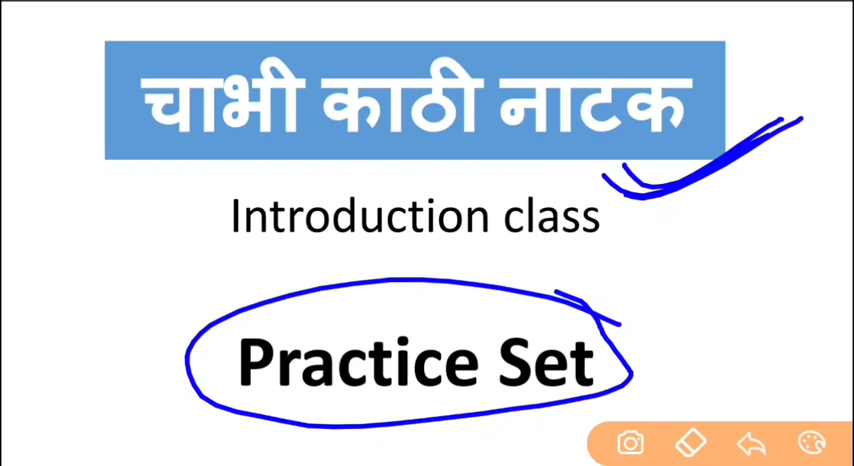 चाभी काठी नाटक
Introduction class
Practice Set